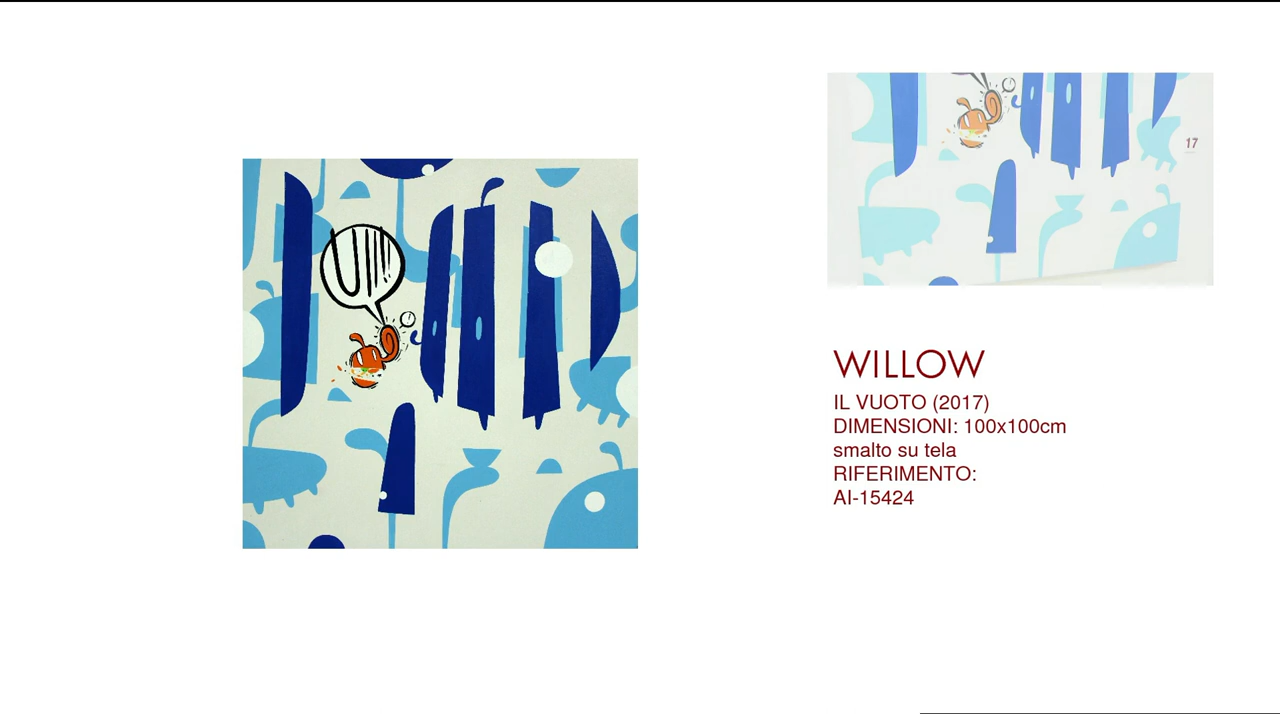 UII
17
WILLOW
IL VUOTO (2017)
DIMENSIONI: 100x100cm
smalto su tela
RIFERIMENTO:
AI-15424